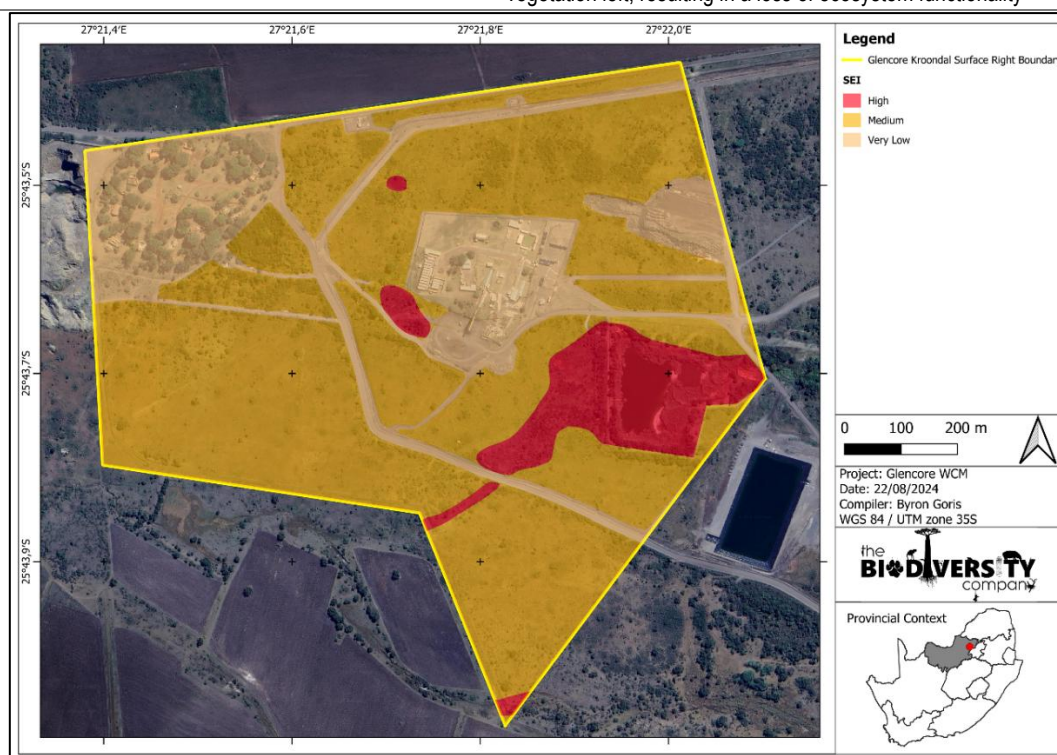 vegetation left, resulting in a loss of ecosystem functionality
27°21,4'E 27°21,6'E 27°21,8'E 27°22,0'E
Legend
Glencore Kroondal Surface Right Boundary
SEI
High
Medium
Very Low
25°43,5'S
25°43,7'S
25°43,9'S
0 100 200 m
Project: Glencore WCM
Date: 22/08/2024
Compiler: Byron Goris
WGS 84 / UTM zone 35S
the
BIODIVERSITY
company
Provincial Context